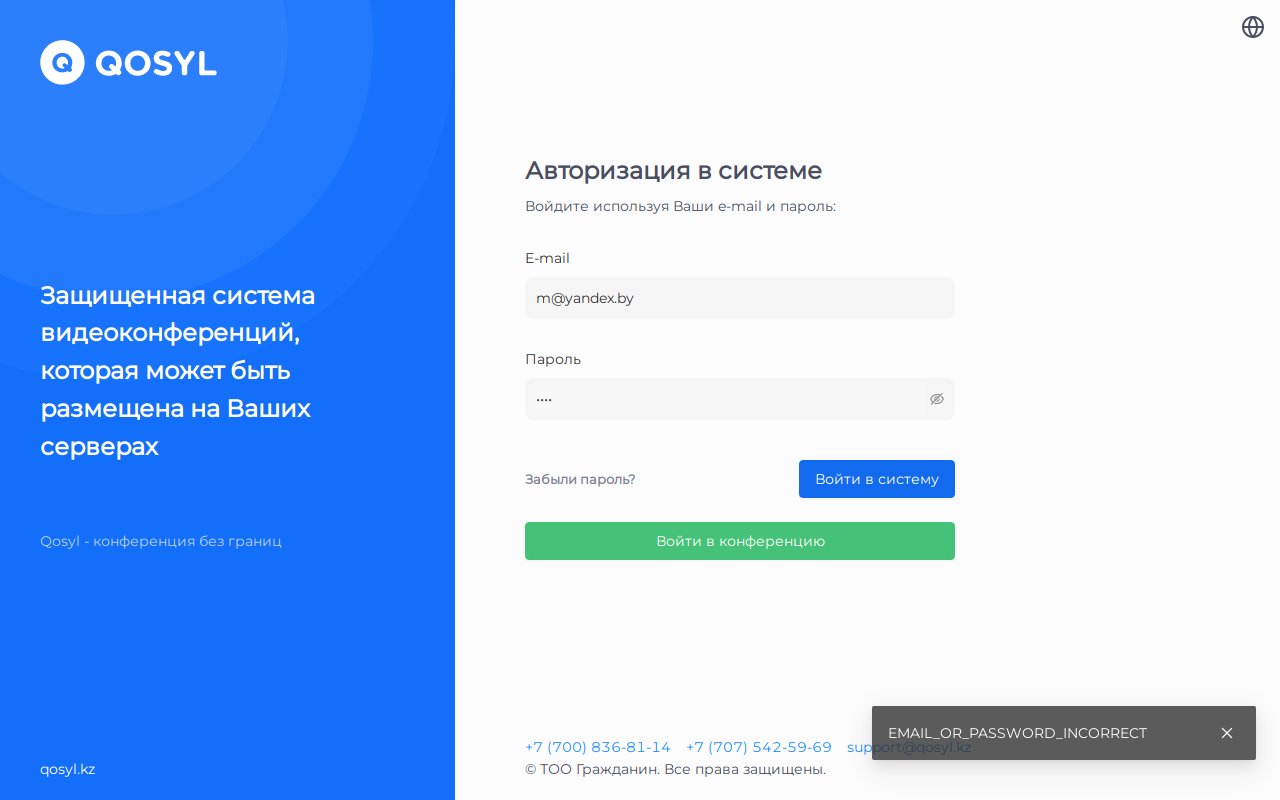 QOSYL
Защищенная система
видеоконференций,
которая может быть
размещена на Ваших
серверах
Qosyl - конференция без границ
qosyl.kz
Авторизация в системе
Войдите используя Ваши e-mail и пароль:
E-mail
m@yandex.by
Пароль
••••
Забыли пароль?
Войти в систему
Войти в конференцию
+7 (700) 836-81-14 +7 (707) 542-59-69 support@qosyl.kz
© ТОО Гражданин. Все права защищены.
EMAIL_OR_PASSWORD_INCORRECT